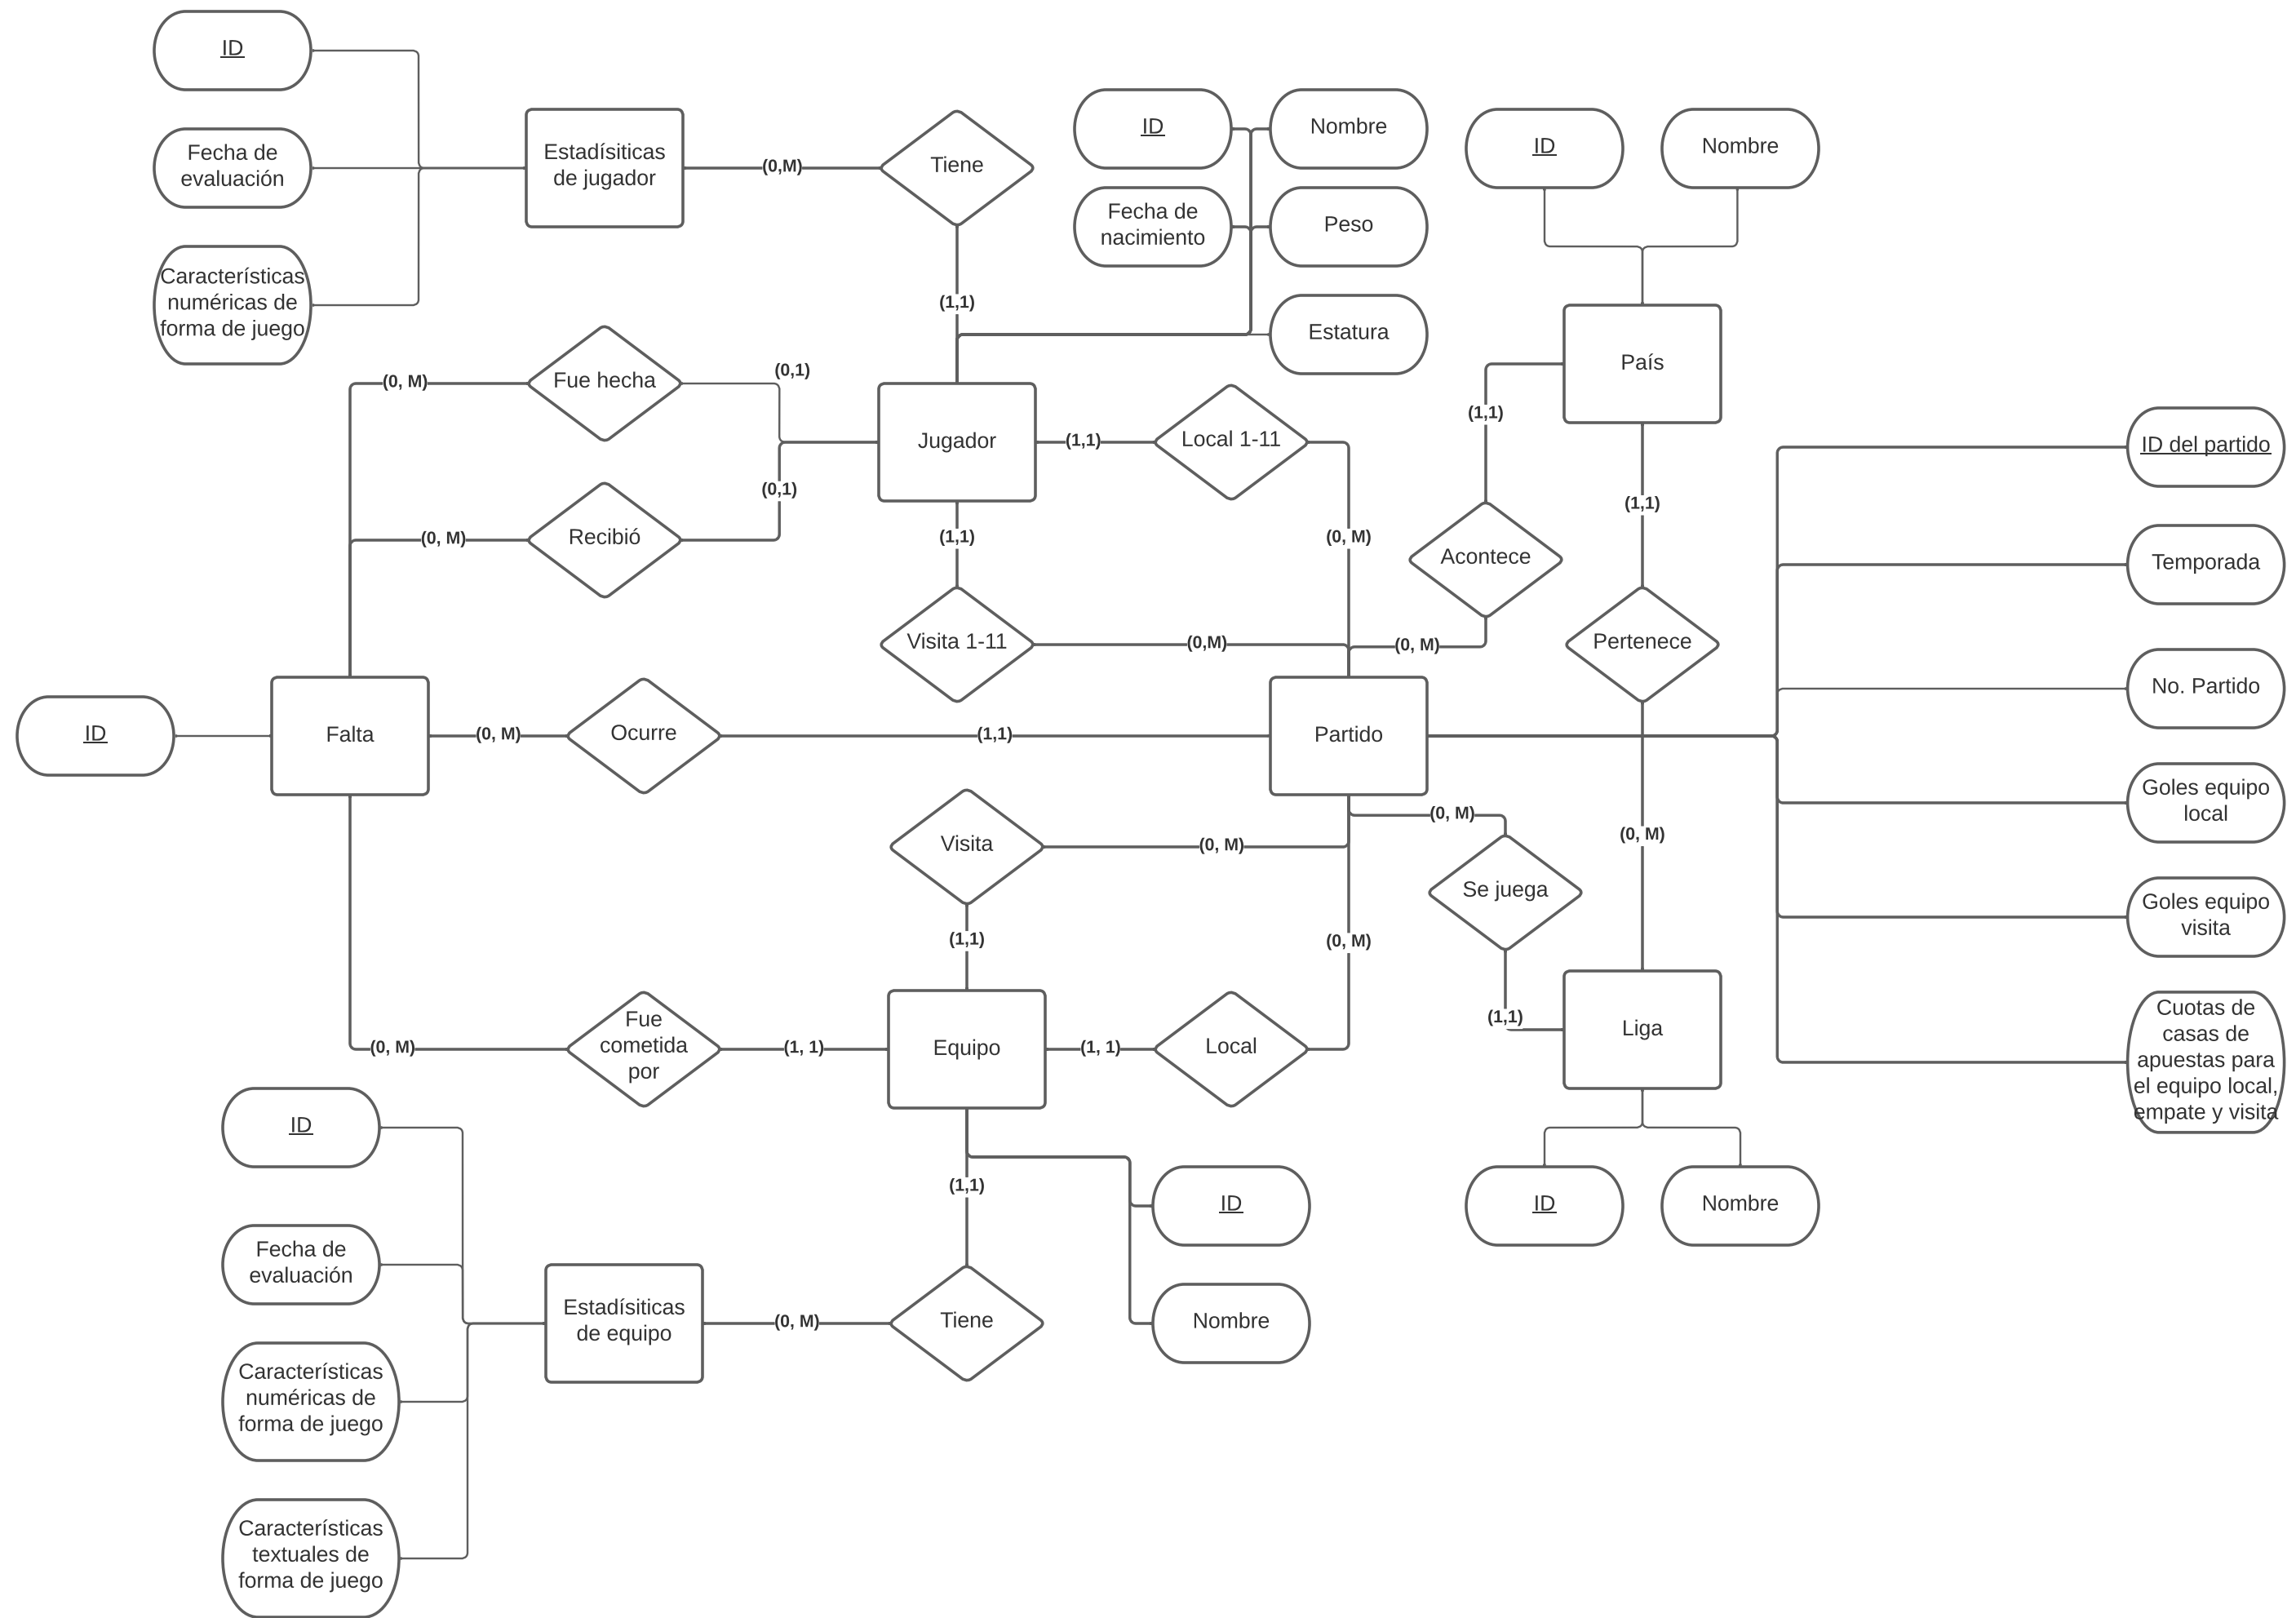 ID
Fecha de
evaluación
Características
numéricas de
forma de juego
Estadísiticas
de jugador
(0,M)
Tiene
(1,1)
ID
Nombre
Fecha de
nacimiento
Peso
Estatura
ID
Nombre
País
(1,1)
(1,1)
Acontece
(0, M)
Pertenece
(0, M)
(0, M)
Fue hecha
(0,1)
(0, M)
Recibió
(0,1)
Jugador
(1,1)
Local 1-11
(0, M)
(1,1)
Visita 1-11
(0,M)
ID
Falta
(0, M)
Ocurre
(1,1)
Partido
ID del partido
Temporada
No. Partido
Goles equipo
local
Goles equipo
visita
Cuotas de
casas de
apuestas para
el equipo local,
empate y visita
Visita
(0, M)
(1,1)
(0, M)
Se juega
(1,1)
(0, M)
Liga
ID
Nombre
(0, M)
Fue
cometida
por
(1, 1)
Equipo
(1, 1)
Local
(1,1)
ID
Nombre
ID
Fecha de
evaluación
Características
numéricas de
forma de juego
Características
textuales de
forma de juego
Estadísiticas
de equipo
(0, M)
Tiene